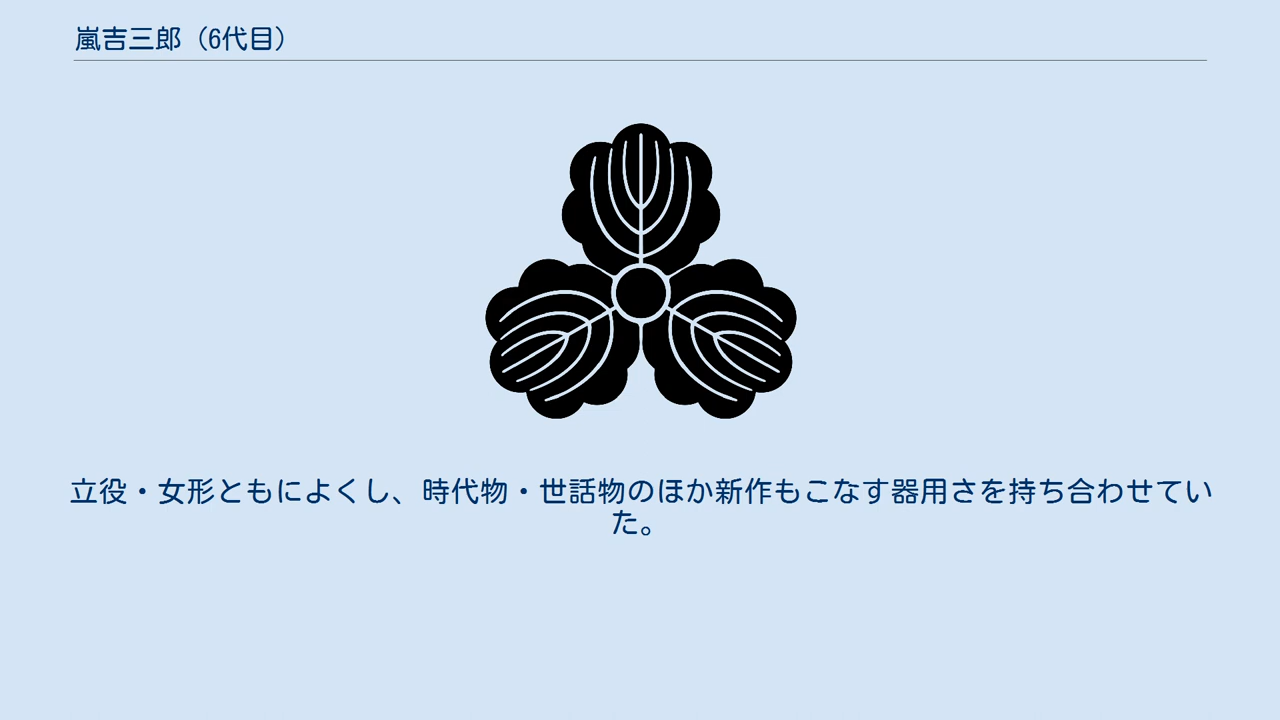 嵐吉三郎（6代目）
立役・女形ともによくし、時代物・世話物のほか新作もこなす器用さを持ち合わせてい
た。